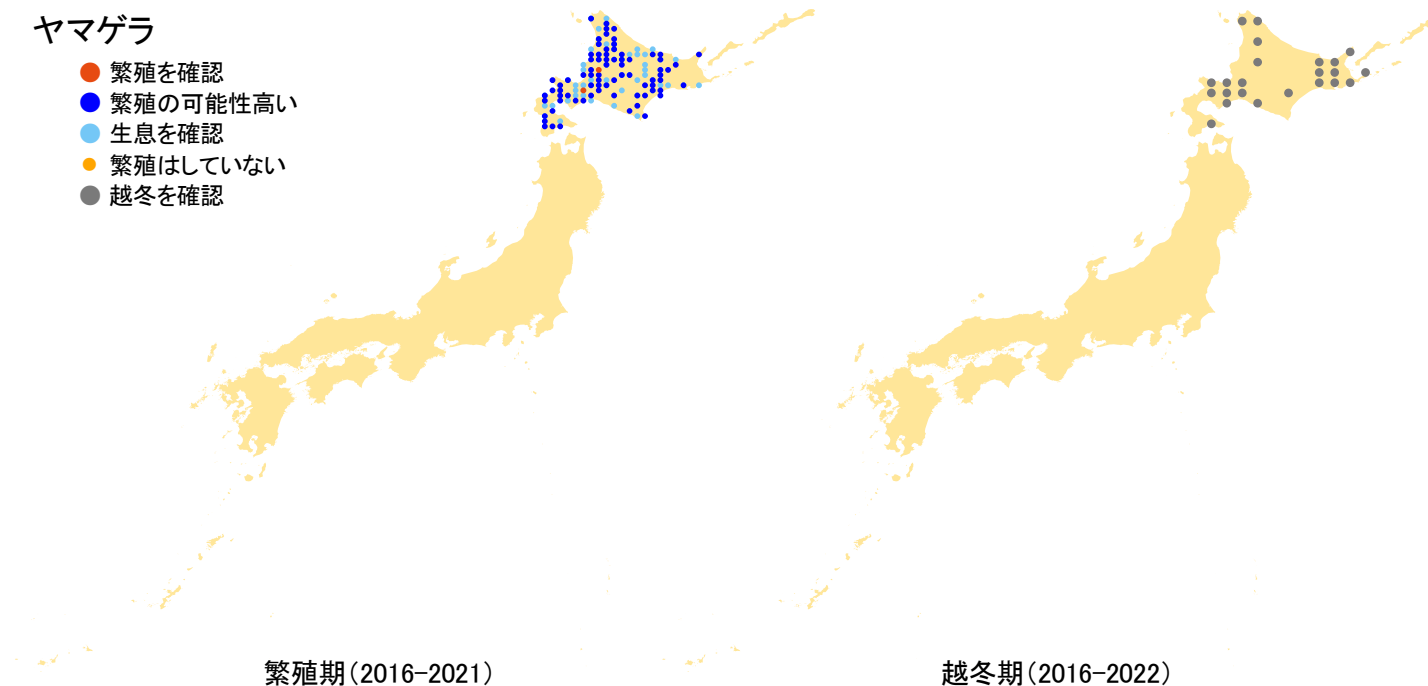 ヤマゲラ
繁殖を確認
繁殖の可能性高い
生息を確認
繁殖はしていない
越冬を確認
繁殖期(2016-2021)
越冬期(2016-2022)